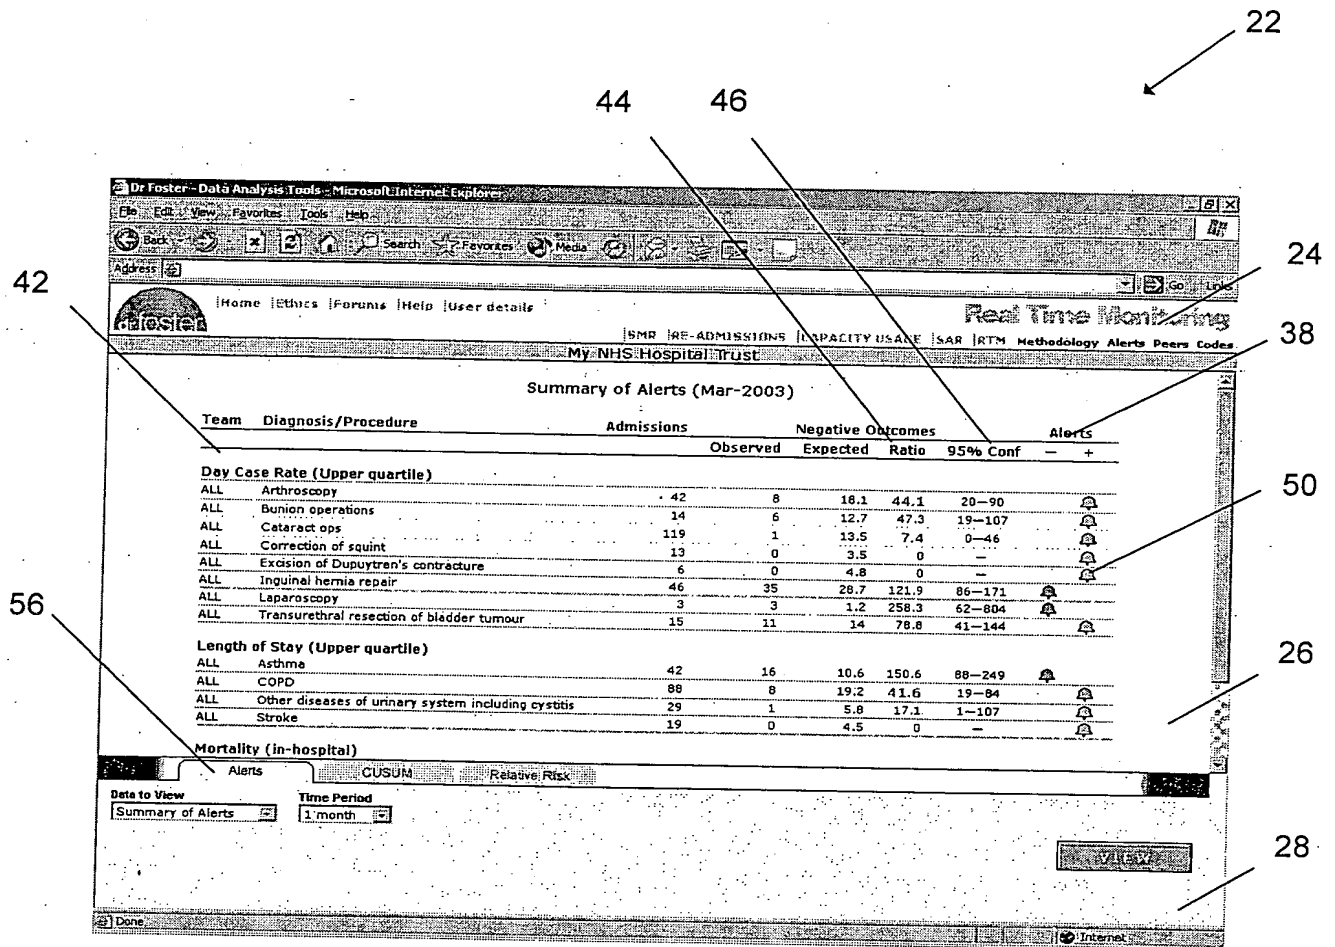 22
44 46
Dr Foster - Data Analysis Tools - Microsoft Internet Explorer
File Edit View Favorites Tools Help
Back Search Favorites Media
Address Go Links
24
42
Home |Ethics |Forums |Help |User details
dr foster
Real Time Monitoring
|SMR |RE-ADMISSIONS |CAPACITY USAGE |SAR |RTM Methodology Alerts Peers Codes
38
My NHS Hospital Trust
Summary of Alerts (Mar-2003)
Team Diagnosis/Procedure Admissions Negative Outcomes Alerts
Observed Expected Ratio 95% Conf − +
Day Case Rate (Upper quartile)
ALL Arthroscopy 42 8 18.1 44.1 20—90
50
ALL Bunion operations 14 6 12.7 47.3 19—107
ALL Cataract ops 119 1 13.5 7.4 0—46
ALL Correction of squint 13 0 3.5 0 —
ALL Excision of Dupuytren's contracture 6 0 4.8 0 —
ALL Inguinal hernia repair 46 35 28.7 121.9 86—171
ALL Laparoscopy 3 3 1.2 258.3 62—804
ALL Transurethral resection of bladder tumour 15 11 14 78.8 41—144
56
Length of Stay (Upper quartile)
26
ALL Asthma 42 16 10.6 150.6 88—249
ALL COPD 88 8 19.2 41.6 19—84
ALL Other diseases of urinary system including cystitis 29 1 5.8 17.1 1—107
ALL Stroke 19 0 4.5 0 —
Mortality (in-hospital)
Alerts CUSUM Relative Risk
Data to View Time Period
Summary of Alerts 1 month
VIEW
28
Done Internet